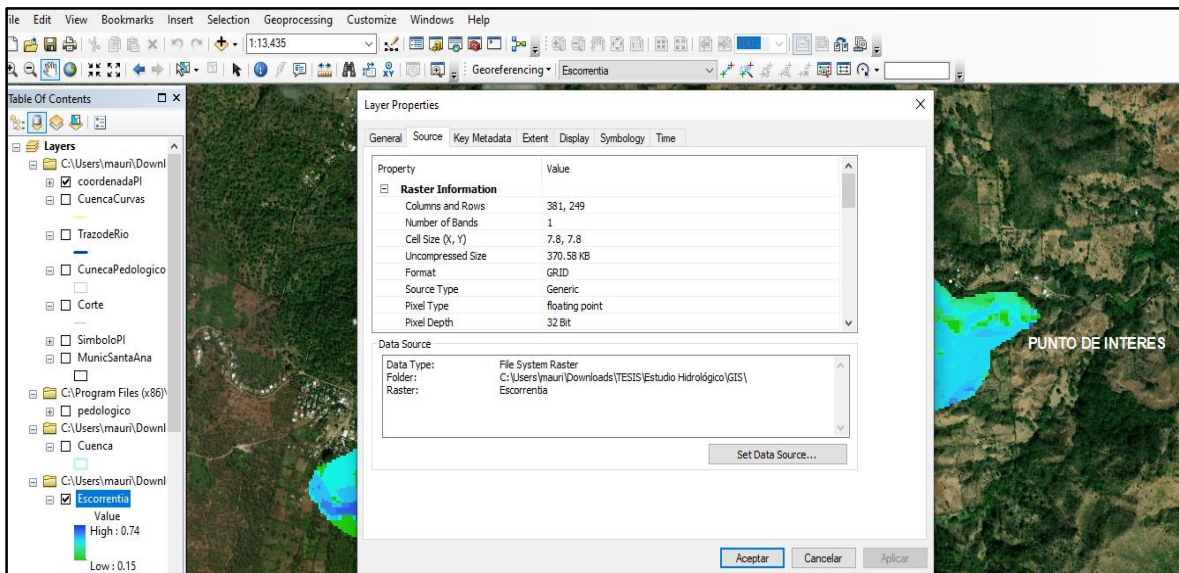 ile Edit View Bookmarks Insert Selection Geoprocessing Customize Windows Help
1:13,435
Georeferencing Escorrentia
Table Of Contents
Layers
C:\Users\mauri\Downl
coordenadaPI
CuencaCurvas
TrazodeRio
CunecaPedologico
Corte
SimboloPI
MunicSantaAna
C:\Program Files (x86)\
pedologico
C:\Users\mauri\Downl
Cuenca
C:\Users\mauri\Downl
Escorrentia
Value
High : 0.74
Low : 0.15
Layer Properties
General Source Key Metadata Extent Display Symbology Time
Property Value
Raster Information
Columns and Rows 381, 249
Number of Bands 1
Cell Size (X, Y) 7.8, 7.8
Uncompressed Size 370.58 KB
Format GRID
Source Type Generic
Pixel Type floating point
Pixel Depth 32 Bit
Data Source
Data Type: File System Raster
Folder: C:\Users\mauri\Downloads\TESIS\Estudio Hidrológico\GIS\
Raster: Escorrentia
Set Data Source...
Aceptar Cancelar Aplicar
PUNTO DE INTERES